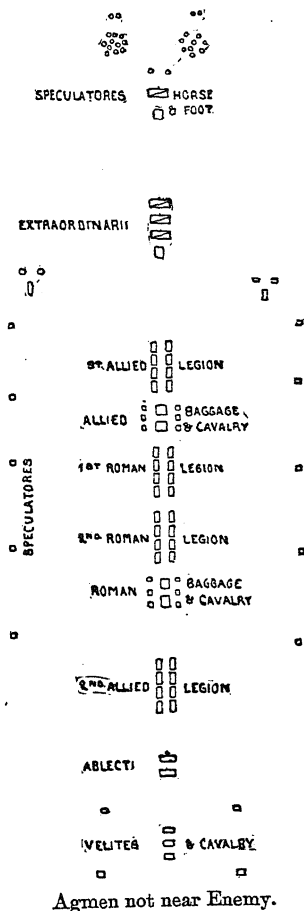 SPECULATORES HORSE
& FOOT.
EXTRAORDINARII
1ST. ALLIED LEGION
ALLIED BAGGAGE
& CAVALRY
1ST ROMAN LEGION
SPECULATORES
2ND. ROMAN LEGION
ROMAN BAGGAGE
& CAVALRY
2ND. ALLIED LEGION
ABLECTI
VELITES & CAVALRY
Agmen not near Enemy.